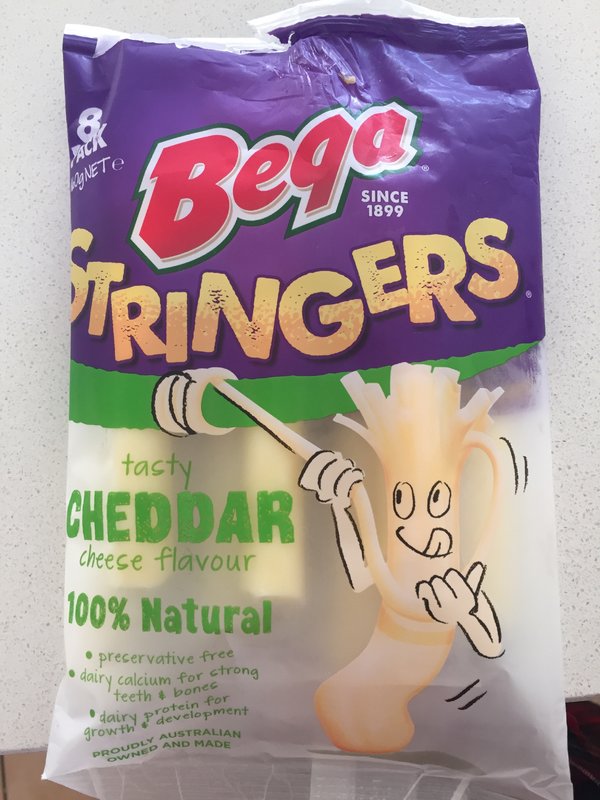 8
PACK
NET e
Bega
®
SINCE
1899
STRINGERS
®
tasty
CHEDDAR
cheese flavour
100% Natural
• preservative free
• dairy calcium for strong
teeth & bones
• dairy protein for
growth & development
PROUDLY AUSTRALIAN
OWNED AND MADE